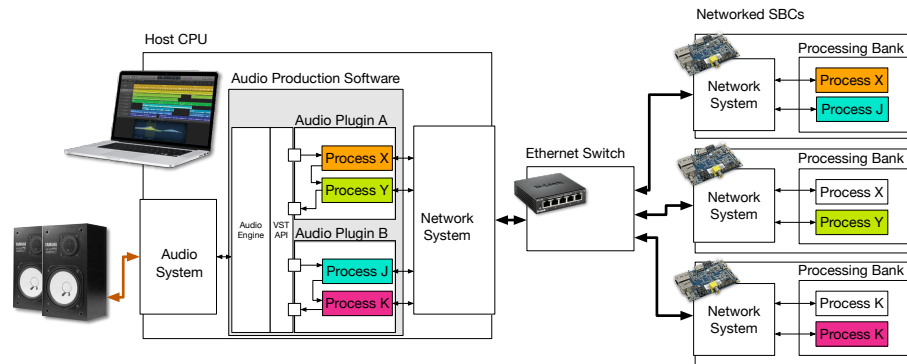 Networked SBCs
Host CPU
Audio Production Software
Audio Plugin A
Process X
Process Y
Audio
Engine
VST
API
Audio Plugin B
Process J
Process K
Audio
System
Network
System
Ethernet Switch
D-Link
Processing Bank
Network
System
Process X
Process J
Processing Bank
Network
System
Process X
Process Y
Processing Bank
Network
System
Process K
Process K
YAMAHA